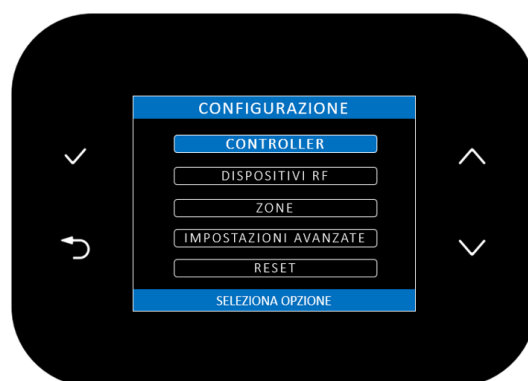 CONFIGURAZIONE
CONTROLLER
DISPOSITIVI RF
ZONE
IMPOSTAZIONI AVANZATE
RESET
SELEZIONA OPZIONE